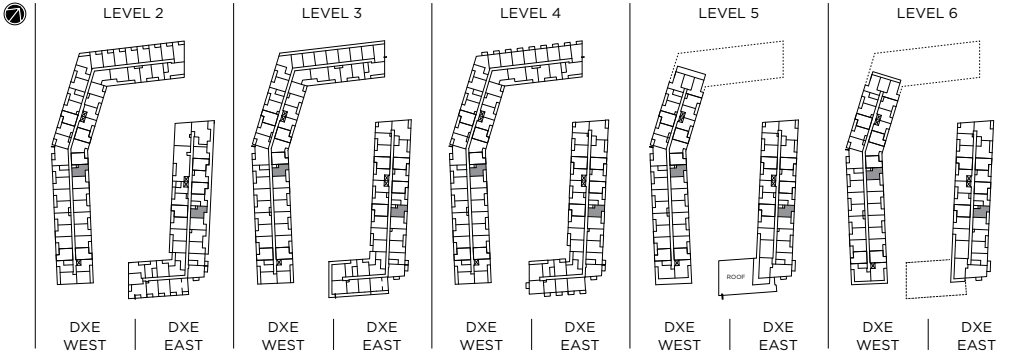 LEVEL 2
LEVEL 3
LEVEL 4
LEVEL 5
LEVEL 6
ROOF
DXE
WEST
DXE
EAST
DXE
WEST
DXE
EAST
DXE
WEST
DXE
EAST
DXE
WEST
DXE
EAST
DXE
WEST
DXE
EAST